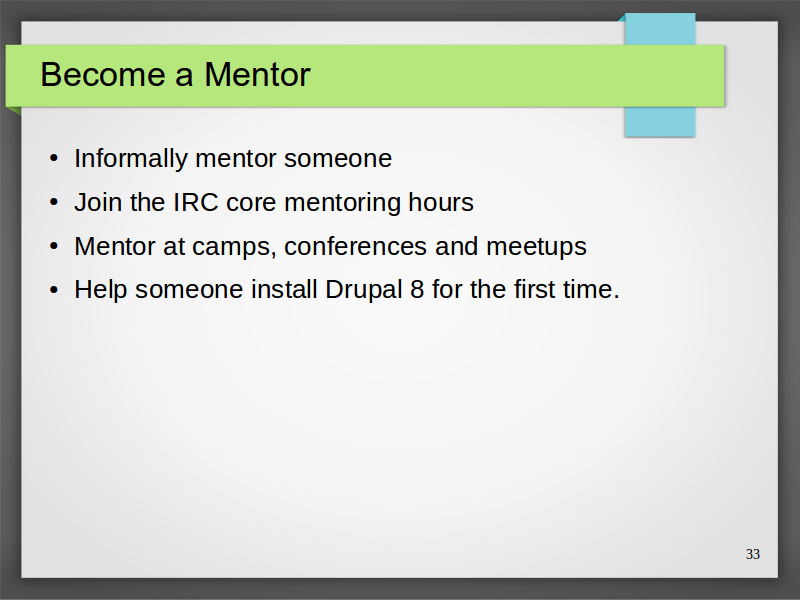 Become a Mentor
• Informally mentor someone
• Join the IRC core mentoring hours
• Mentor at camps, conferences and meetups
• Help someone install Drupal 8 for the first time.
33